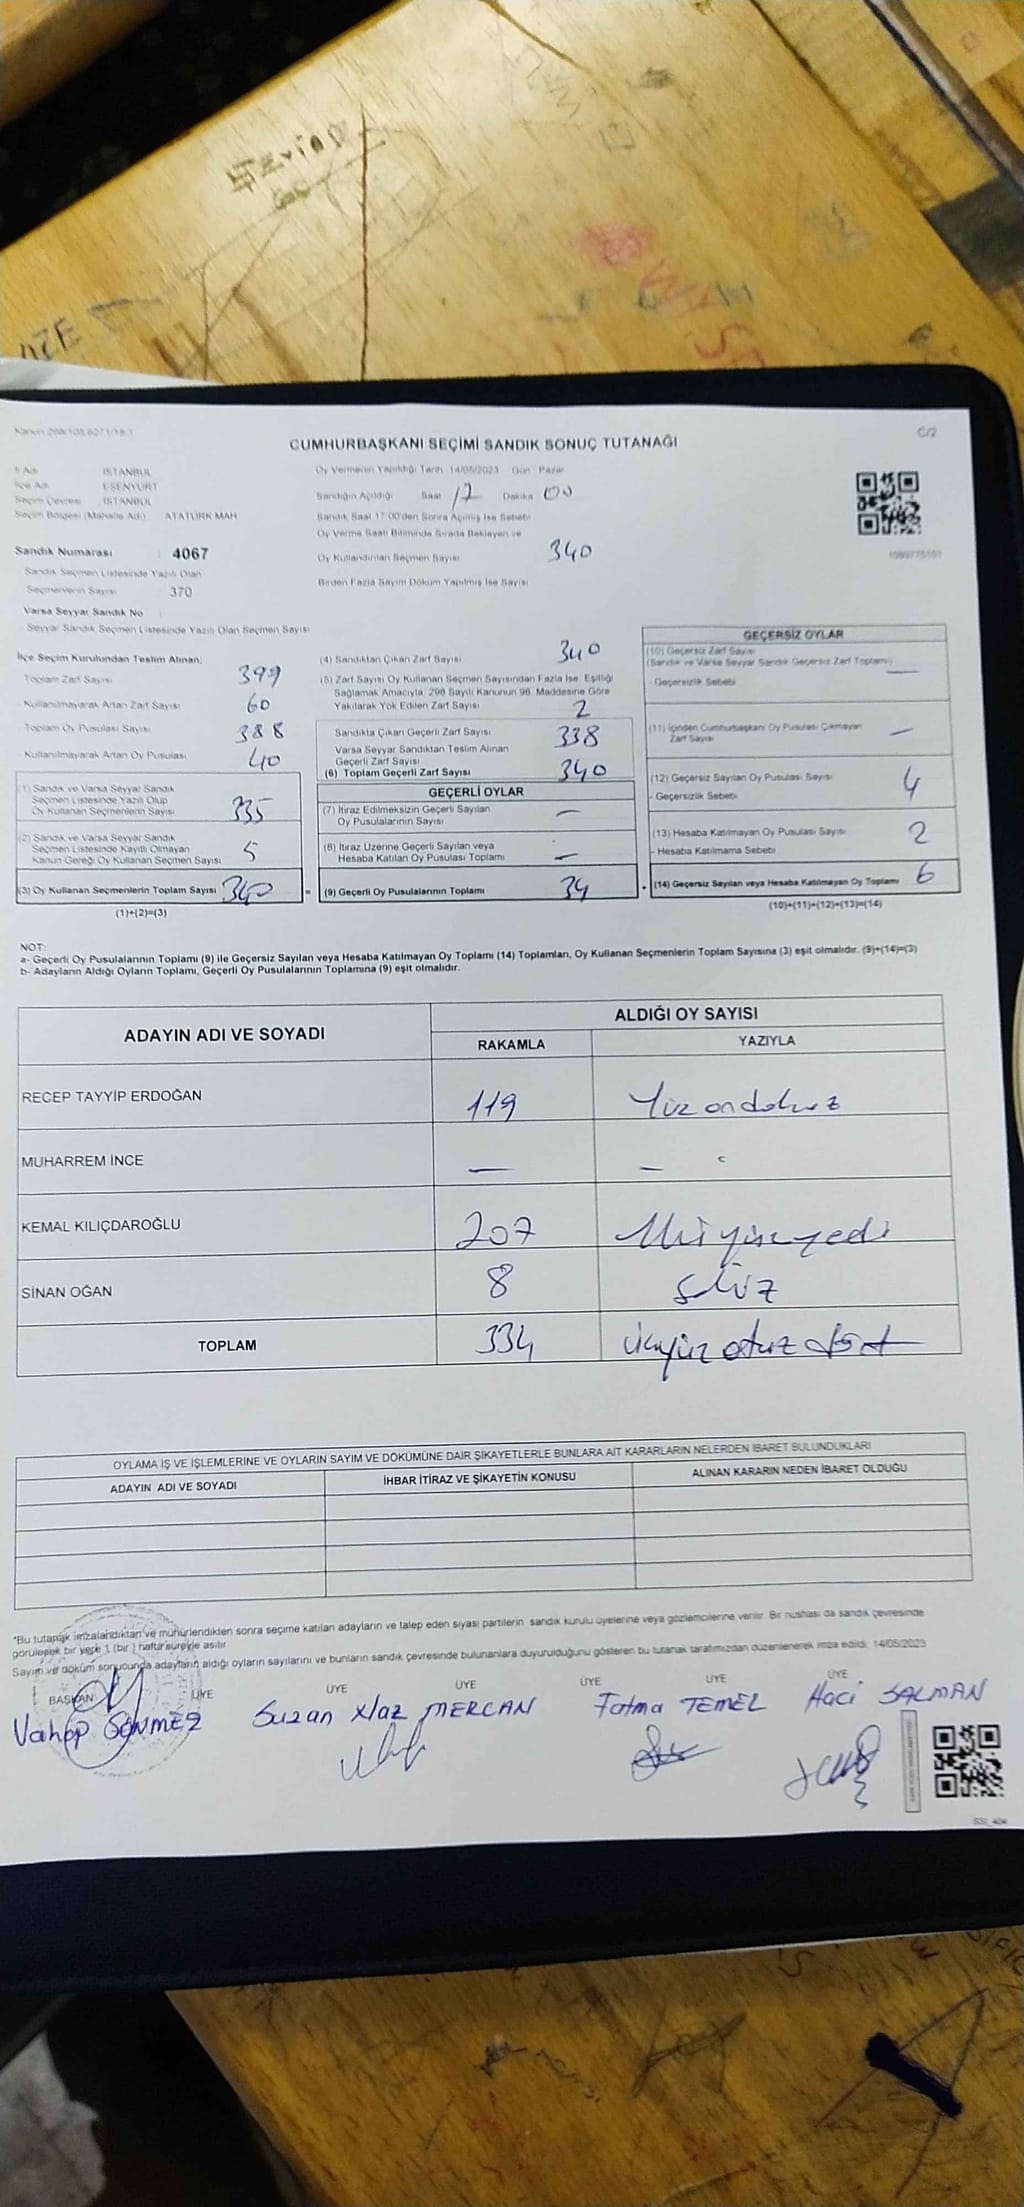 Kanun:298/105,6271/18-1
C/2
CUMHURBAŞKANI SEÇİMİ SANDIK SONUÇ TUTANAĞI
İl Adı : İSTANBUL
İlçe Adı : ESENYURT
Seçim Çevresi : İSTANBUL
Seçim Bölgesi (Mahalle Adı) : ATATÜRK MAH
Oy Vermenin Yapıldığı Tarih: 14/05/2023 Gün: Pazar
Sandığın Açıldığı Saat 17 Dakika 00
Sandık Saat 17:00'den Sonra Açılmış İse Sebebi
Oy Verme Saati Bitiminde Sırada Bekleyen ve
Oy Kullandırılan Seçmen Sayısı 340
Birden Fazla Sayım Döküm Yapılmış İse Sayısı
Sandık Numarası : 4067
Sandık Seçmen Listesinde Yazılı Olan
Seçmenlerin Sayısı 370
Varsa Seyyar Sandık No
Seyyar Sandık Seçmen Listesinde Yazılı Olan Seçmen Sayısı
İlçe Seçim Kurulundan Teslim Alınan;
Toplam Zarf Sayısı 399
- Kullanılmayarak Artan Zarf Sayısı 60
Toplam Oy Pusulası Sayısı 388
- Kullanılmayarak Artan Oy Pusulası 40
(1) Sandık ve Varsa Seyyar Sandık
Seçmen Listesinde Yazılı Olup
Oy Kullanan Seçmenlerin Sayısı 335
(2) Sandık ve Varsa Seyyar Sandık
Seçmen Listesinde Kayıtlı Olmayan
Kanun Gereği Oy Kullanan Seçmen Sayısı 5
(3) Oy Kullanan Seçmenlerin Toplam Sayısı 340 =
(1)+(2)=(3)
(4) Sandıktan Çıkan Zarf Sayısı 340
(5) Zarf Sayısı Oy Kullanan Seçmen Sayısından Fazla İse, Eşitliği
Sağlamak Amacıyla, 298 Sayılı Kanunun 98. Maddesine Göre
Yakılarak Yok Edilen Zarf Sayısı 2
Sandıkta Çıkan Geçerli Zarf Sayısı 338
Varsa Seyyar Sandıktan Teslim Alınan
Geçerli Zarf Sayısı
(6) Toplam Geçerli Zarf Sayısı 340
GEÇERLİ OYLAR
(7) İtiraz Edilmeksizin Geçerli Sayılan
Oy Pusulalarının Sayısı —
(8) İtiraz Üzerine Geçerli Sayılan veya
Hesaba Katılan Oy Pusulası Toplamı —
(9) Geçerli Oy Pusulalarının Toplamı 34 +
GEÇERSİZ OYLAR
(10) Geçersiz Zarf Sayısı
(Sandık ve Varsa Seyyar Sandık Geçersiz Zarf Toplamı) —
- Geçersizlik Sebebi
(11) İçinden Cumhurbaşkanı Oy Pusulası Çıkmayan
Zarf Sayısı —
(12) Geçersiz Sayılan Oy Pusulası Sayısı 4
- Geçersizlik Sebebi
(13) Hesaba Katılmayan Oy Pusulası Sayısı 2
- Hesaba Katılmama Sebebi
(14) Geçersiz Sayılan veya Hesaba Katılmayan Oy Toplamı 6
(10)+(11)+(12)+(13)=(14)
NOT:
a- Geçerli Oy Pusulalarının Toplamı (9) ile Geçersiz Sayılan veya Hesaba Katılmayan Oy Toplamı (14) Toplamları, Oy Kullanan Seçmenlerin Toplam Sayısına (3) eşit olmalıdır. (9)+(14)=(3)
b- Adayların Aldığı Oyların Toplamı, Geçerli Oy Pusulalarının Toplamına (9) eşit olmalıdır.
ADAYIN ADI VE SOYADI ALDIĞI OY SAYISI
RAKAMLA YAZIYLA
RECEP TAYYİP ERDOĞAN 119 Yüzondokuz
MUHARREM İNCE — —
KEMAL KILIÇDAROĞLU 207 İkiyüzyedi
SİNAN OĞAN 8 sekiz
TOPLAM 334 üçyüz otuz dört
OYLAMA İŞ VE İŞLEMLERİNE VE OYLARIN SAYIM VE DÖKÜMÜNE DAİR ŞİKAYETLERLE BUNLARA AİT KARARLARIN NELERDEN İBARET BULUNDUKLARI
ADAYIN ADI VE SOYADI İHBAR İTİRAZ VE ŞİKAYETİN KONUSU ALINAN KARARIN NEDEN İBARET OLDUĞU
"Bu tutanak imzalandıktan ve mühürlendikten sonra seçime katılan adayların ve talep eden siyasi partilerin sandık kurulu üyelerine veya gözlemcilerine verilir. Bir nüshası da sandık çevresinde
görülecek bir yere 1 (bir) hafta süreyle asılır.
Sayım ve döküm sonucunda adayların aldığı oyların sayılarını ve bunların sandık çevresinde bulunanlara duyurulduğunu gösteren bu tutanak tarafımızdan düzenlenerek imza edildi. 14/05/2023
BAŞKAN ÜYE ÜYE ÜYE ÜYE ÜYE ÜYE
Vahap SÖNMEZ Suzan MERCAN Fatma TEMEL Haci SALMAN